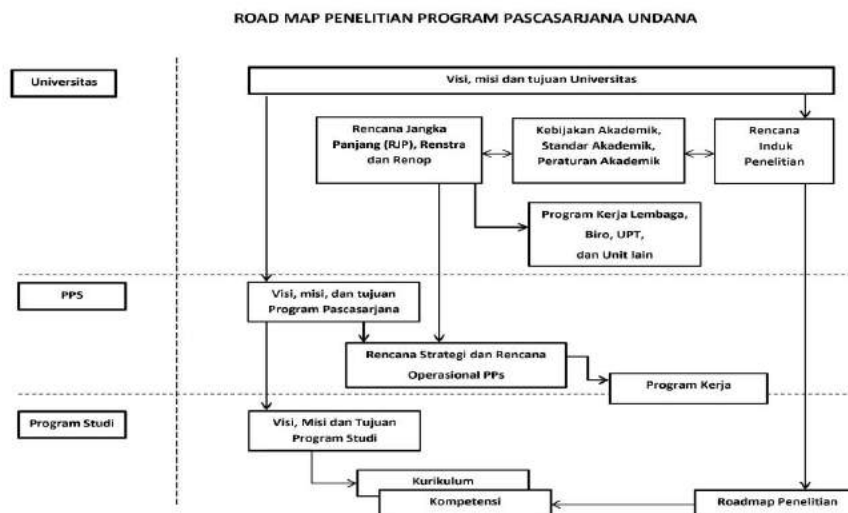 ROAD MAP PENELITIAN PROGRAM PASCASARJANA UNDANA
Universitas
Visi, misi dan tujuan Universitas
Rencana Jangka
Panjang (RJP), Renstra
dan Renop
Kebijakan Akademik,
Standar Akademik,
Peraturan Akademik
Rencana
Induk
Penelitian
Program Kerja Lembaga,
Biro, UPT,
dan Unit lain
PPS
Visi, misi, dan tujuan
Program Pascasarjana
Rencana Strategi dan Rencana
Operasional PPs
Program Kerja
Program Studi
Visi, Misi dan Tujuan
Program Studi
Kurikulum
Kompetensi
Roadmap Penelitian